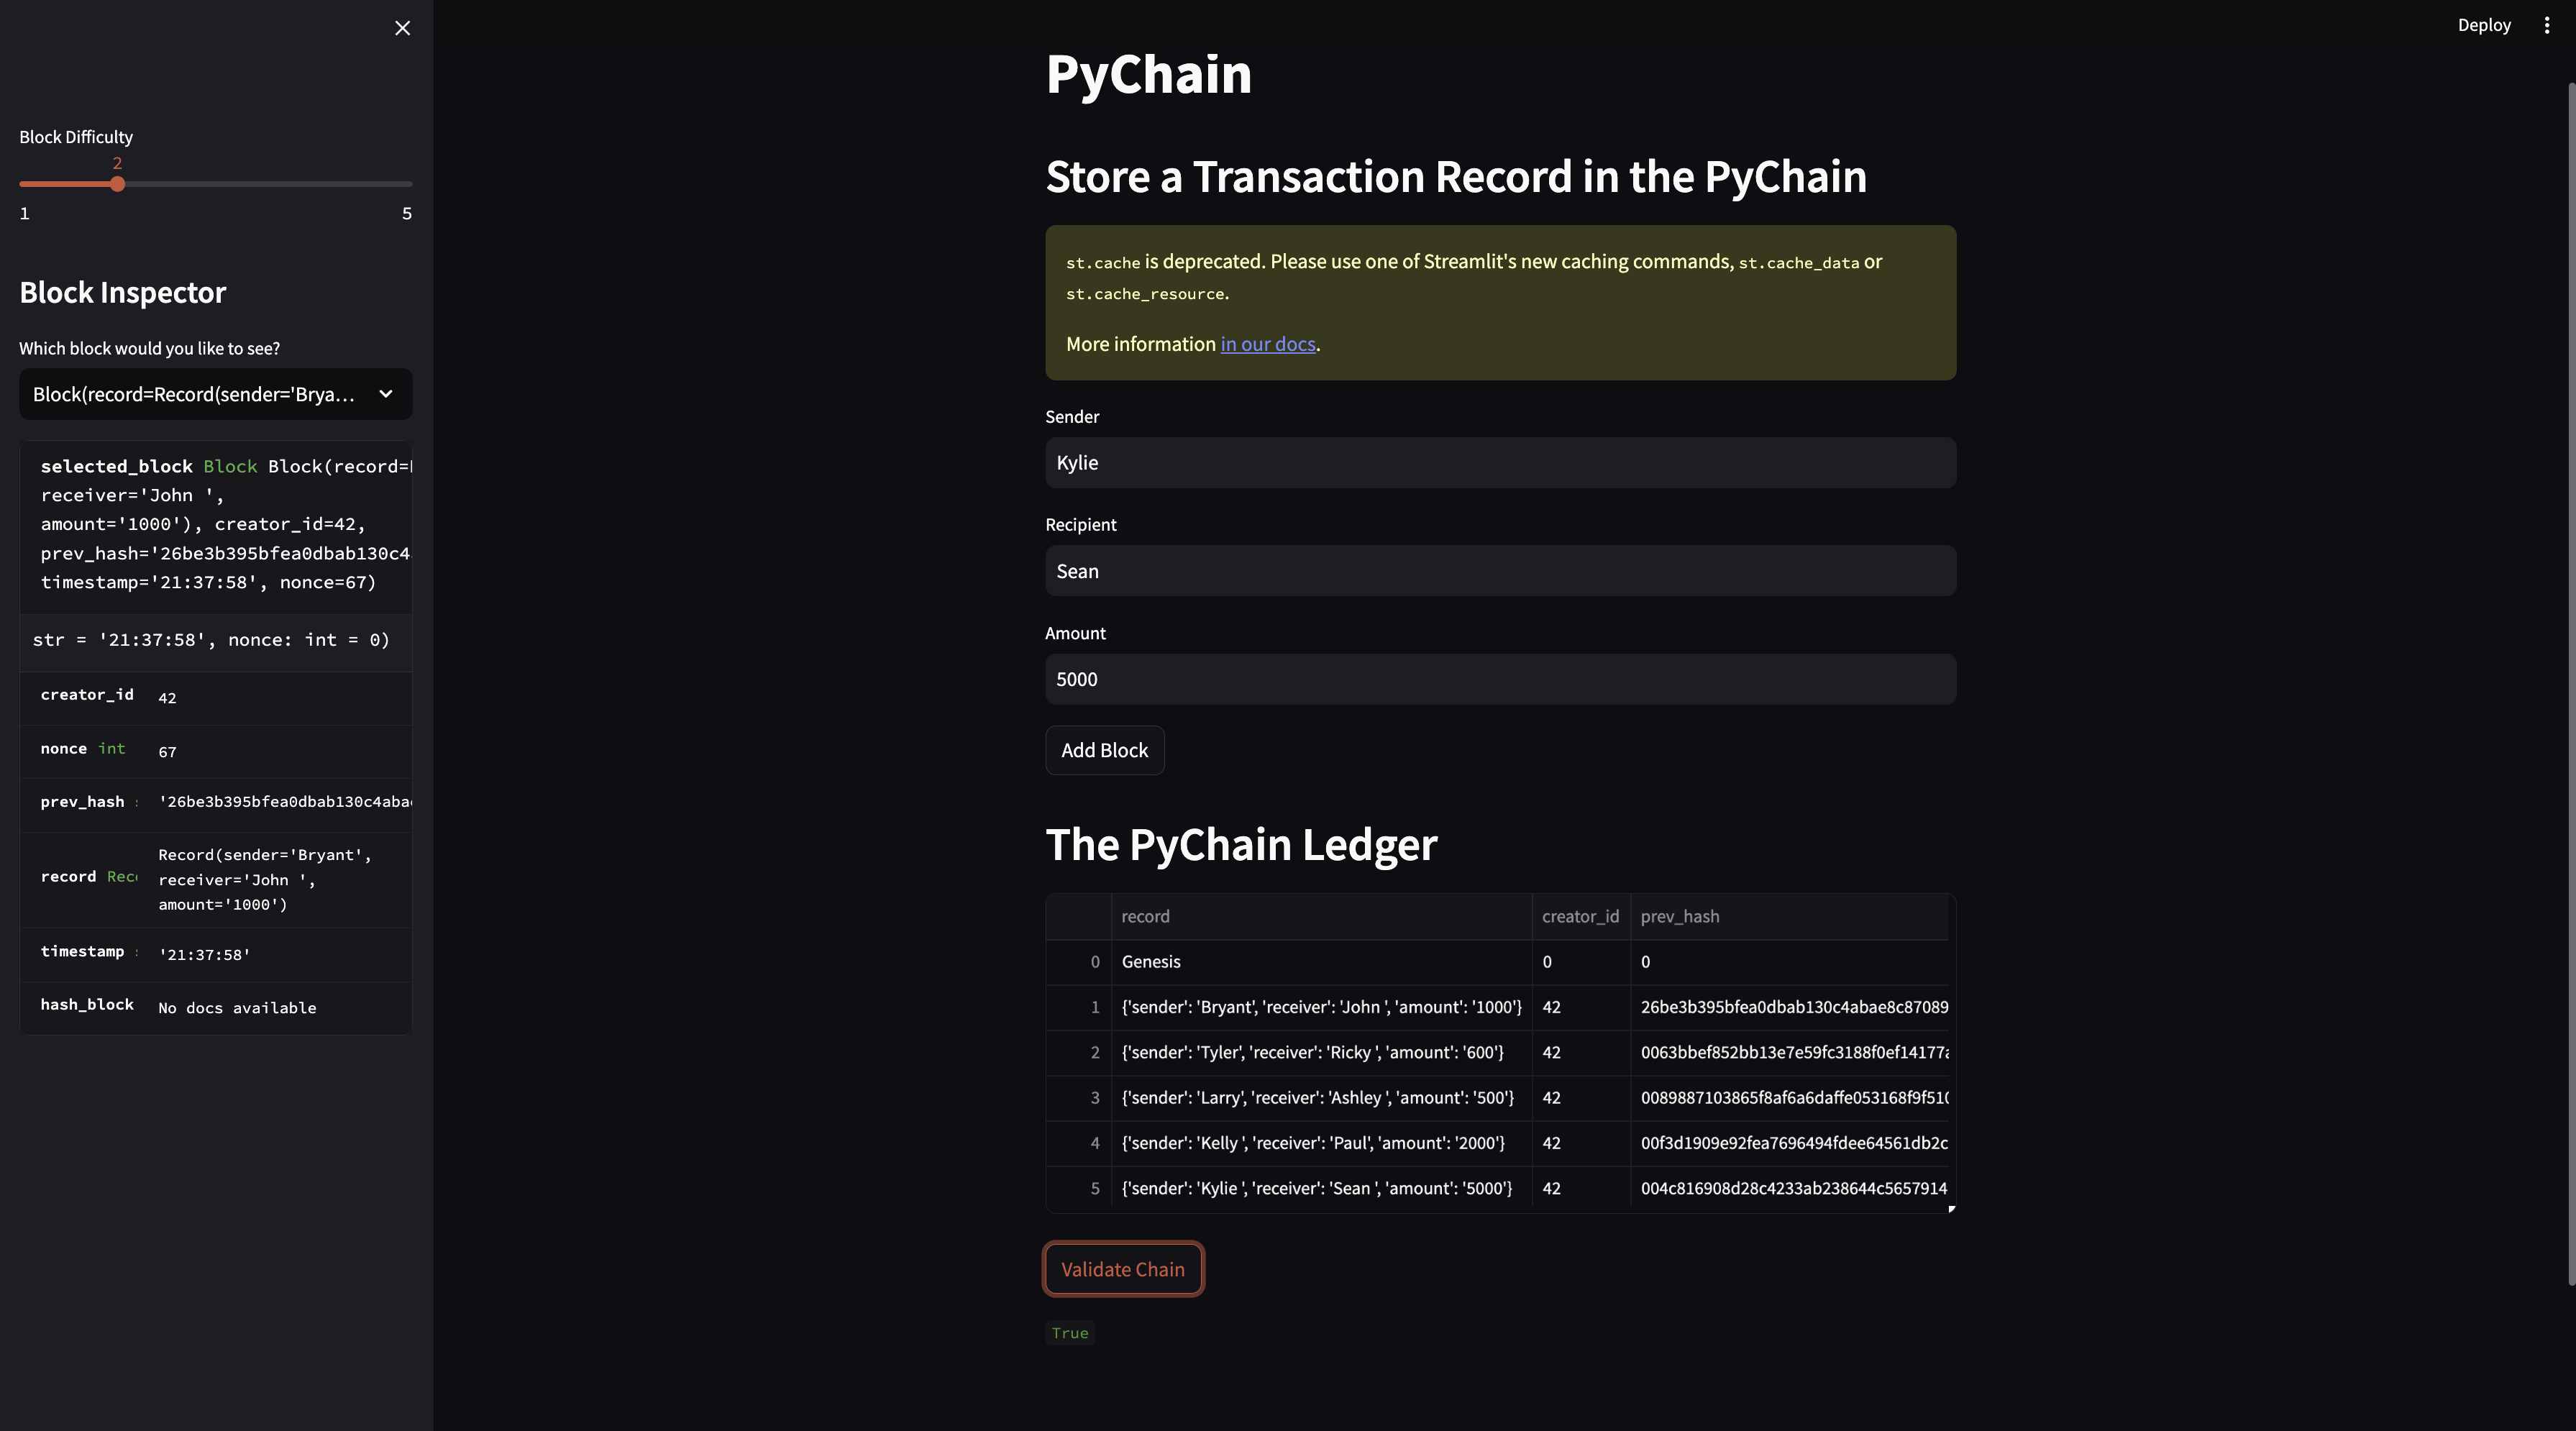 Deploy
Block Difficulty
2
1 5
Block Inspector
Which block would you like to see?
Block(record=Record(sender='Brya...
selected_block Block Block(record=
receiver='John ',
amount='1000'), creator_id=42,
prev_hash='26be3b395bfea0dbab130c4
timestamp='21:37:58', nonce=67)
str = '21:37:58', nonce: int = 0)
creator_id 42
nonce int 67
prev_hash '26be3b395bfea0dbab130c4aba
record Rec Record(sender='Bryant',
receiver='John ',
amount='1000')
timestamp '21:37:58'
hash_block No docs available
PyChain
Store a Transaction Record in the PyChain
st.cache is deprecated. Please use one of Streamlit's new caching commands, st.cache_data or
st.cache_resource.
More information in our docs.
Sender
Kylie
Recipient
Sean
Amount
5000
Add Block
The PyChain Ledger
record creator_id prev_hash
0 Genesis 0 0
1 {'sender': 'Bryant', 'receiver': 'John ', 'amount': '1000'} 42 26be3b395bfea0dbab130c4abae8c87089
2 {'sender': 'Tyler', 'receiver': 'Ricky ', 'amount': '600'} 42 0063bbef852bb13e7e59fc3188f0ef14177
3 {'sender': 'Larry', 'receiver': 'Ashley ', 'amount': '500'} 42 0089887103865f8af6a6daffe053168f9f51
4 {'sender': 'Kelly ', 'receiver': 'Paul', 'amount': '2000'} 42 00f3d1909e92fea7696494fdee64561db2c
5 {'sender': 'Kylie ', 'receiver': 'Sean ', 'amount': '5000'} 42 004c816908d28c4233ab238644c5657914
Validate Chain
True